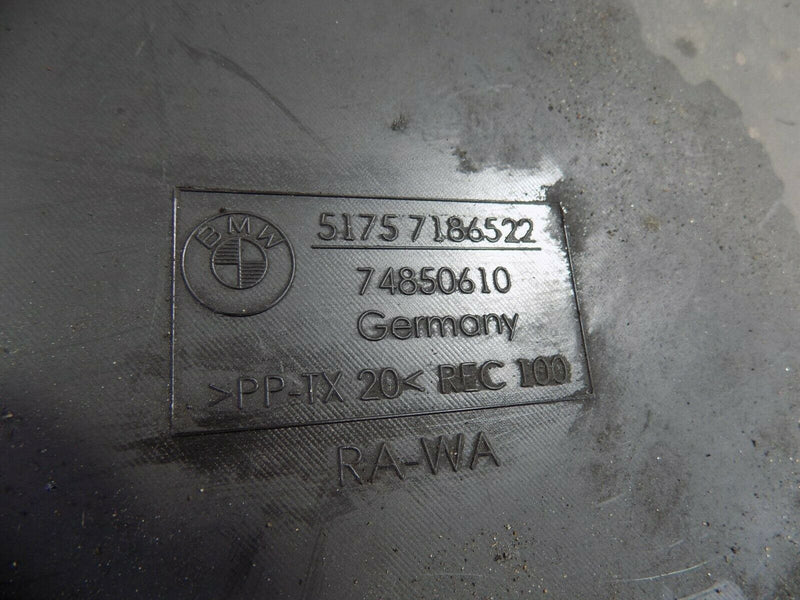 BMW
51757186522
74850610
Germany
>PP-TX 20< REC 100
RA-WA